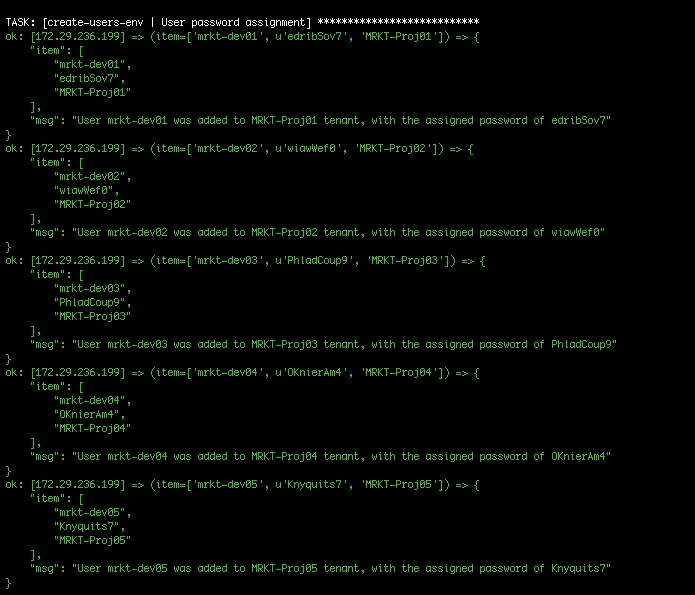 TASK: [create-users-env | User password assignment] ***************************
ok: [172.29.236.199] => (item=['mrkt-dev01', u'edribSov7', 'MRKT-Proj01']) => {
    "item": [
        "mrkt-dev01",
        "edribSov7",
        "MRKT-Proj01"
    ],
    "msg": "User mrkt-dev01 was added to MRKT-Proj01 tenant, with the assigned password of edribSov7"
}
ok: [172.29.236.199] => (item=['mrkt-dev02', u'wiawWef0', 'MRKT-Proj02']) => {
    "item": [
        "mrkt-dev02",
        "wiawWef0",
        "MRKT-Proj02"
    ],
    "msg": "User mrkt-dev02 was added to MRKT-Proj02 tenant, with the assigned password of wiawWef0"
}
ok: [172.29.236.199] => (item=['mrkt-dev03', u'PhladCoup9', 'MRKT-Proj03']) => {
    "item": [
        "mrkt-dev03",
        "PhladCoup9",
        "MRKT-Proj03"
    ],
    "msg": "User mrkt-dev03 was added to MRKT-Proj03 tenant, with the assigned password of PhladCoup9"
}
ok: [172.29.236.199] => (item=['mrkt-dev04', u'OKnierAm4', 'MRKT-Proj04']) => {
    "item": [
        "mrkt-dev04",
        "OKnierAm4",
        "MRKT-Proj04"
    ],
    "msg": "User mrkt-dev04 was added to MRKT-Proj04 tenant, with the assigned password of OKnierAm4"
}
ok: [172.29.236.199] => (item=['mrkt-dev05', u'Knyquits7', 'MRKT-Proj05']) => {
    "item": [
        "mrkt-dev05",
        "Knyquits7",
        "MRKT-Proj05"
    ],
    "msg": "User mrkt-dev05 was added to MRKT-Proj05 tenant, with the assigned password of Knyquits7"
}